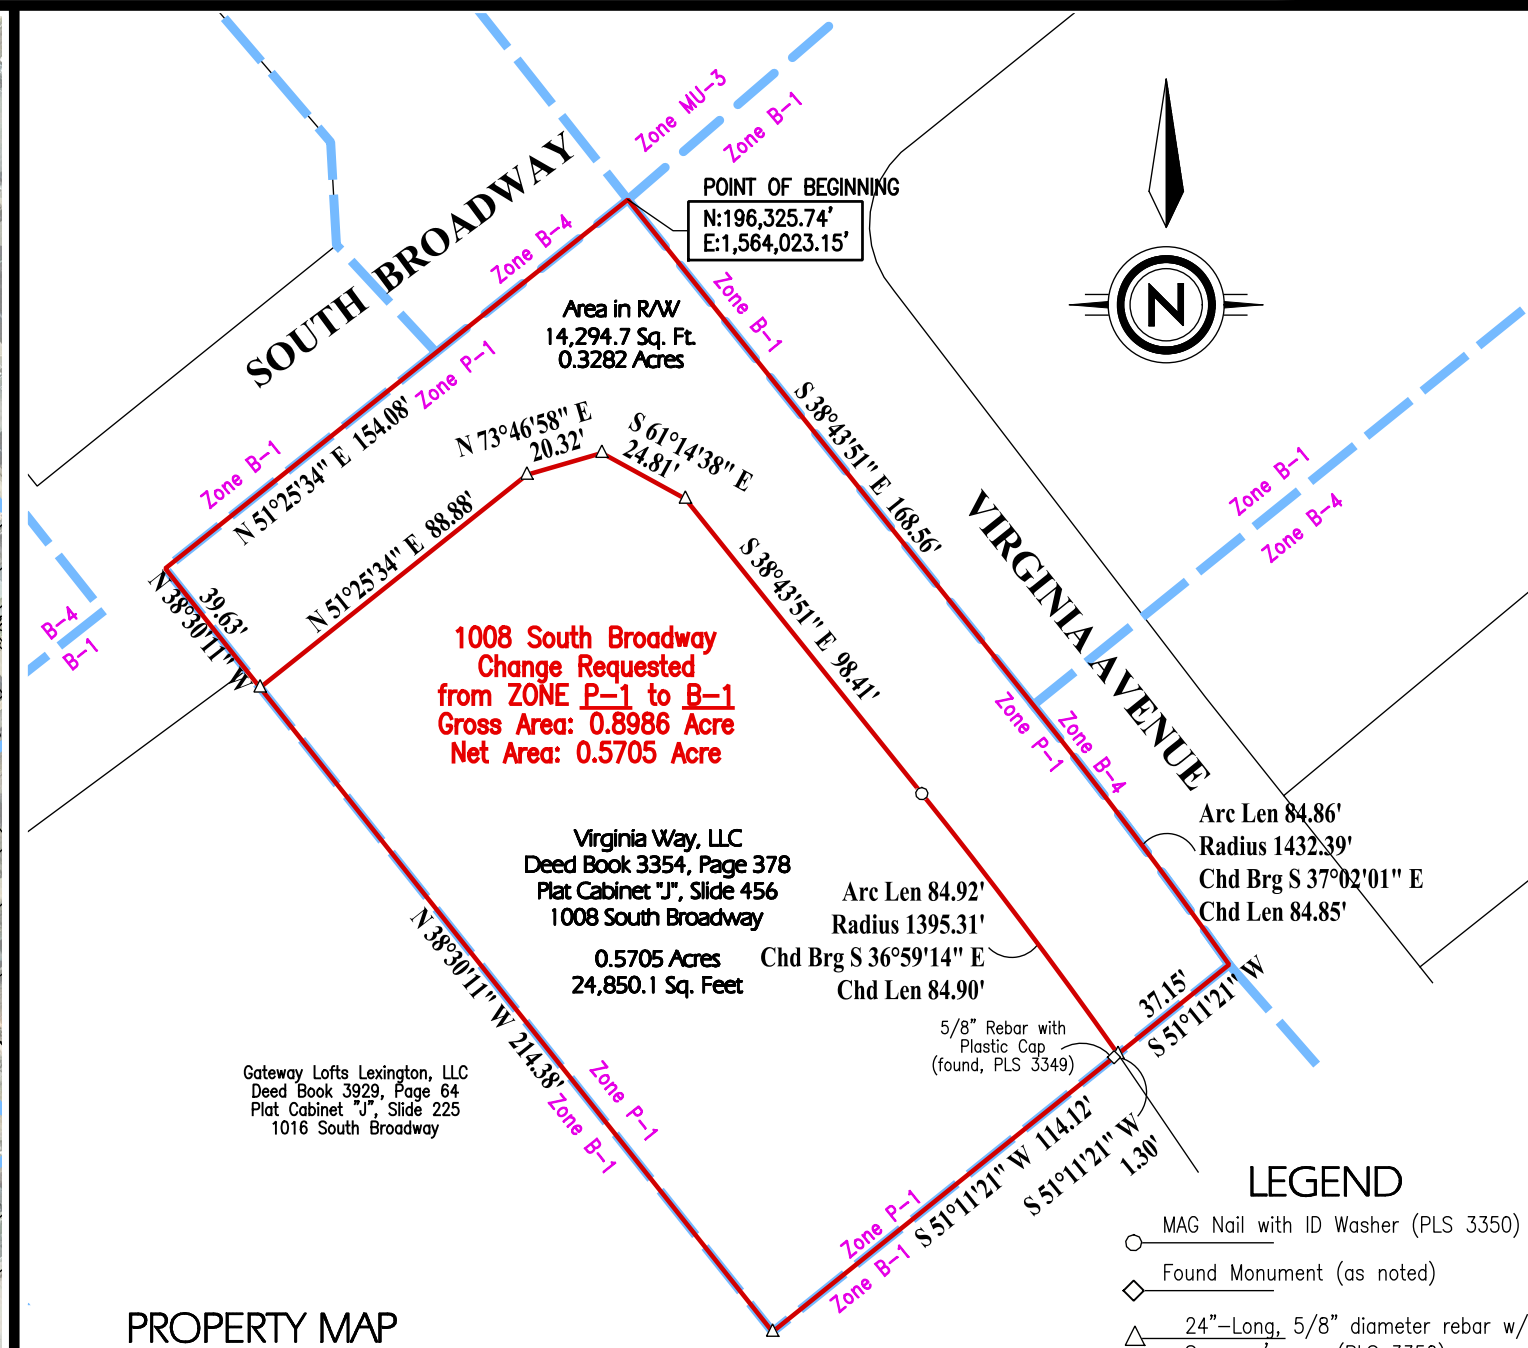 Zone MU-3
Zone B-1
SOUTH BROADWAY
POINT OF BEGINNING
N:196,325.74'
E:1,564,023.15'
Zone B-4
Zone P-1
Zone B-1
Zone B-1
Area in R/W
14,294.7 Sq. Ft.
0.3282 Acres
N
N 51°25'34" E 154.08'
N 73°46'58" E
20.32'
S 61°14'38" E
24.81'
S 38°43'51" E 168.56'
N 51°25'34" E 88.88'
S 38°43'51" E 98.41'
VIRGINIA AVENUE
Zone B-1
Zone B-4
39.63'
N 38°30'11" W
B-4
B-1
1008 South Broadway
Change Requested
from ZONE P-1 to B-1
Gross Area: 0.8986 Acre
Net Area: 0.5705 Acre
Zone P-1
Zone B-4
Virginia Way, LLC
Deed Book 3354, Page 378
Plat Cabinet "J", Slide 456
1008 South Broadway
0.5705 Acres
24,850.1 Sq. Feet
Arc Len 84.86'
Radius 1432.39'
Chd Brg S 37°02'01" E
Chd Len 84.85'
Arc Len 84.92'
Radius 1395.31'
Chd Brg S 36°59'14" E
Chd Len 84.90'
N 38°30'11" W 214.38'
37.15'
S 51°11'21" W
5/8" Rebar with
Plastic Cap
(found, PLS 3349)
Gateway Lofts Lexington, LLC
Deed Book 3929, Page 64
Plat Cabinet "J", Slide 225
1016 South Broadway
Zone P-1
Zone B-1
S 51°11'21" W 114.12'
S 51°11'21" W
1.30'
Zone P-1
Zone B-1
LEGEND
MAG Nail with ID Washer (PLS 3350)
Found Monument (as noted)
24"-Long, 5/8" diameter rebar w/
PROPERTY MAP